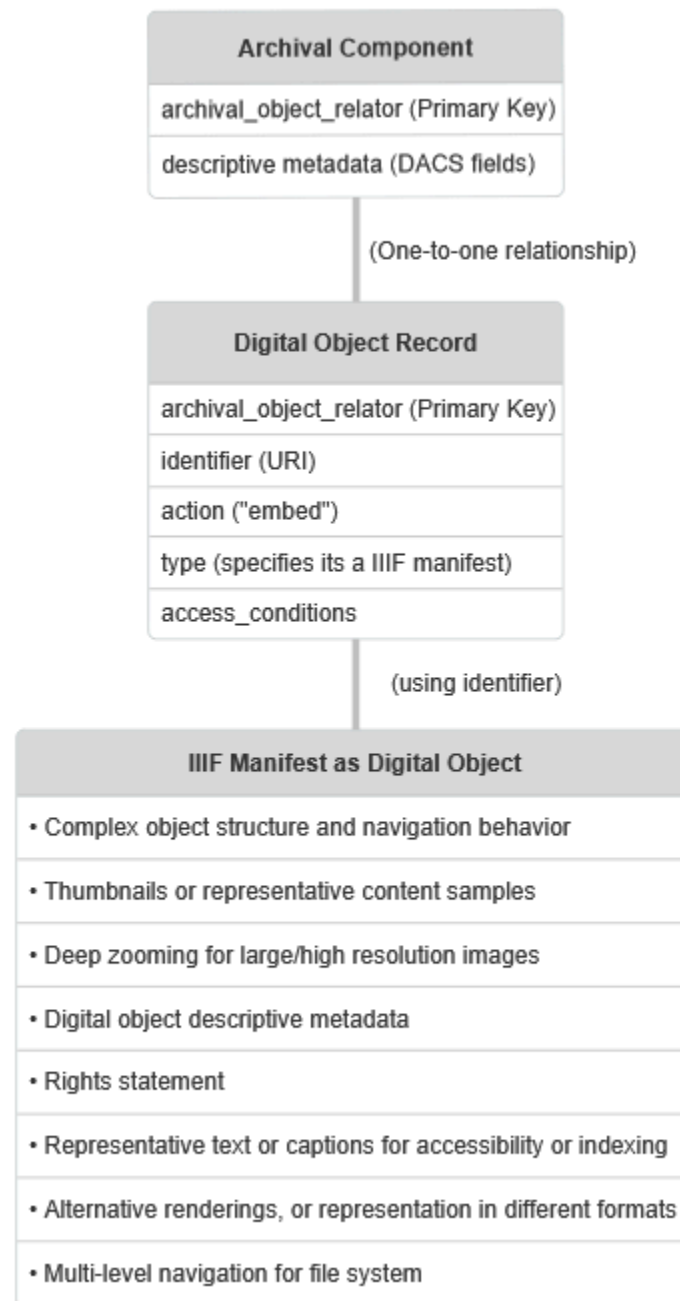 Archival Component
archival_object_relator (Primary Key)
descriptive metadata (DACS fields)
(One-to-one relationship)
Digital Object Record
archival_object_relator (Primary Key)
identifier (URI)
action ("embed")
type (specifies its a IIIF manifest)
access_conditions
(using identifier)
IIIF Manifest as Digital Object
• Complex object structure and navigation behavior
• Thumbnails or representative content samples
• Deep zooming for large/high resolution images
• Digital object descriptive metadata
• Rights statement
• Representative text or captions for accessibility or indexing
• Alternative renderings, or representation in different formats
• Multi-level navigation for file system